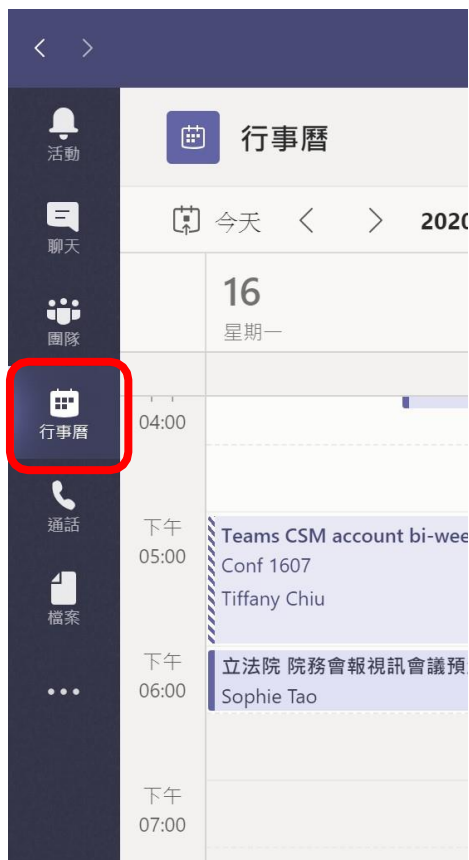 活動
聊天
團隊
行事曆
通話
檔案
行事曆
今天
2020
16
星期一
04:00
下午
05:00
Teams CSM account bi-wee
Conf 1607
Tiffany Chiu
下午
06:00
立法院 院務會報視訊會議預
Sophie Tao
下午
07:00